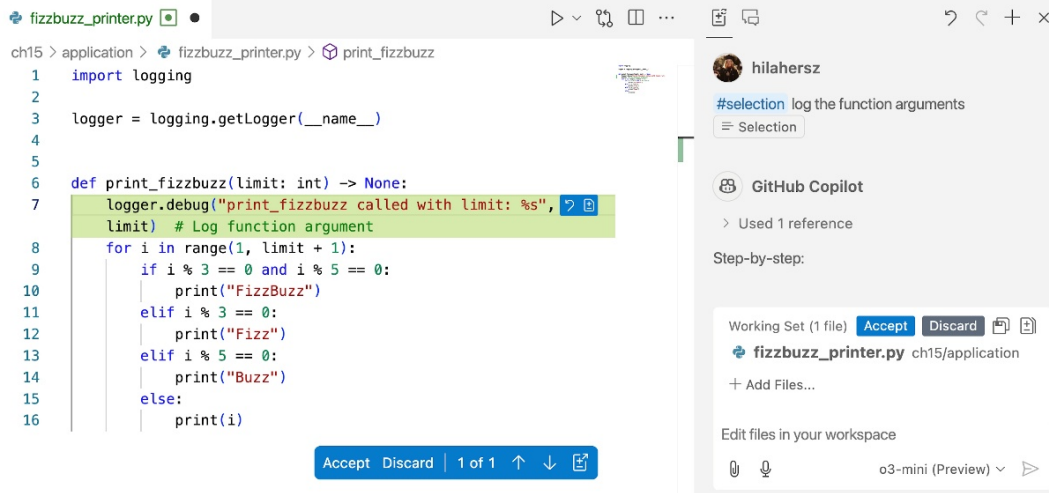 fizzbuzz_printer.py
ch15 > application > fizzbuzz_printer.py > print_fizzbuzz
1 import logging
2
3 logger = logging.getLogger(__name__)
4
5
6 def print_fizzbuzz(limit: int) -> None:
7 logger.debug("print_fizzbuzz called with limit: %s",
limit)  # Log function argument
8 for i in range(1, limit + 1):
9 if i % 3 == 0 and i % 5 == 0:
10 print("FizzBuzz")
11 elif i % 3 == 0:
12 print("Fizz")
13 elif i % 5 == 0:
14 print("Buzz")
15 else:
16 print(i)
Accept Discard 1 of 1
hilahersz
#selection log the function arguments
Selection
GitHub Copilot
> Used 1 reference
Step-by-step:
Working Set (1 file) Accept Discard
fizzbuzz_printer.py ch15/application
+ Add Files...
Edit files in your workspace
o3-mini (Preview)